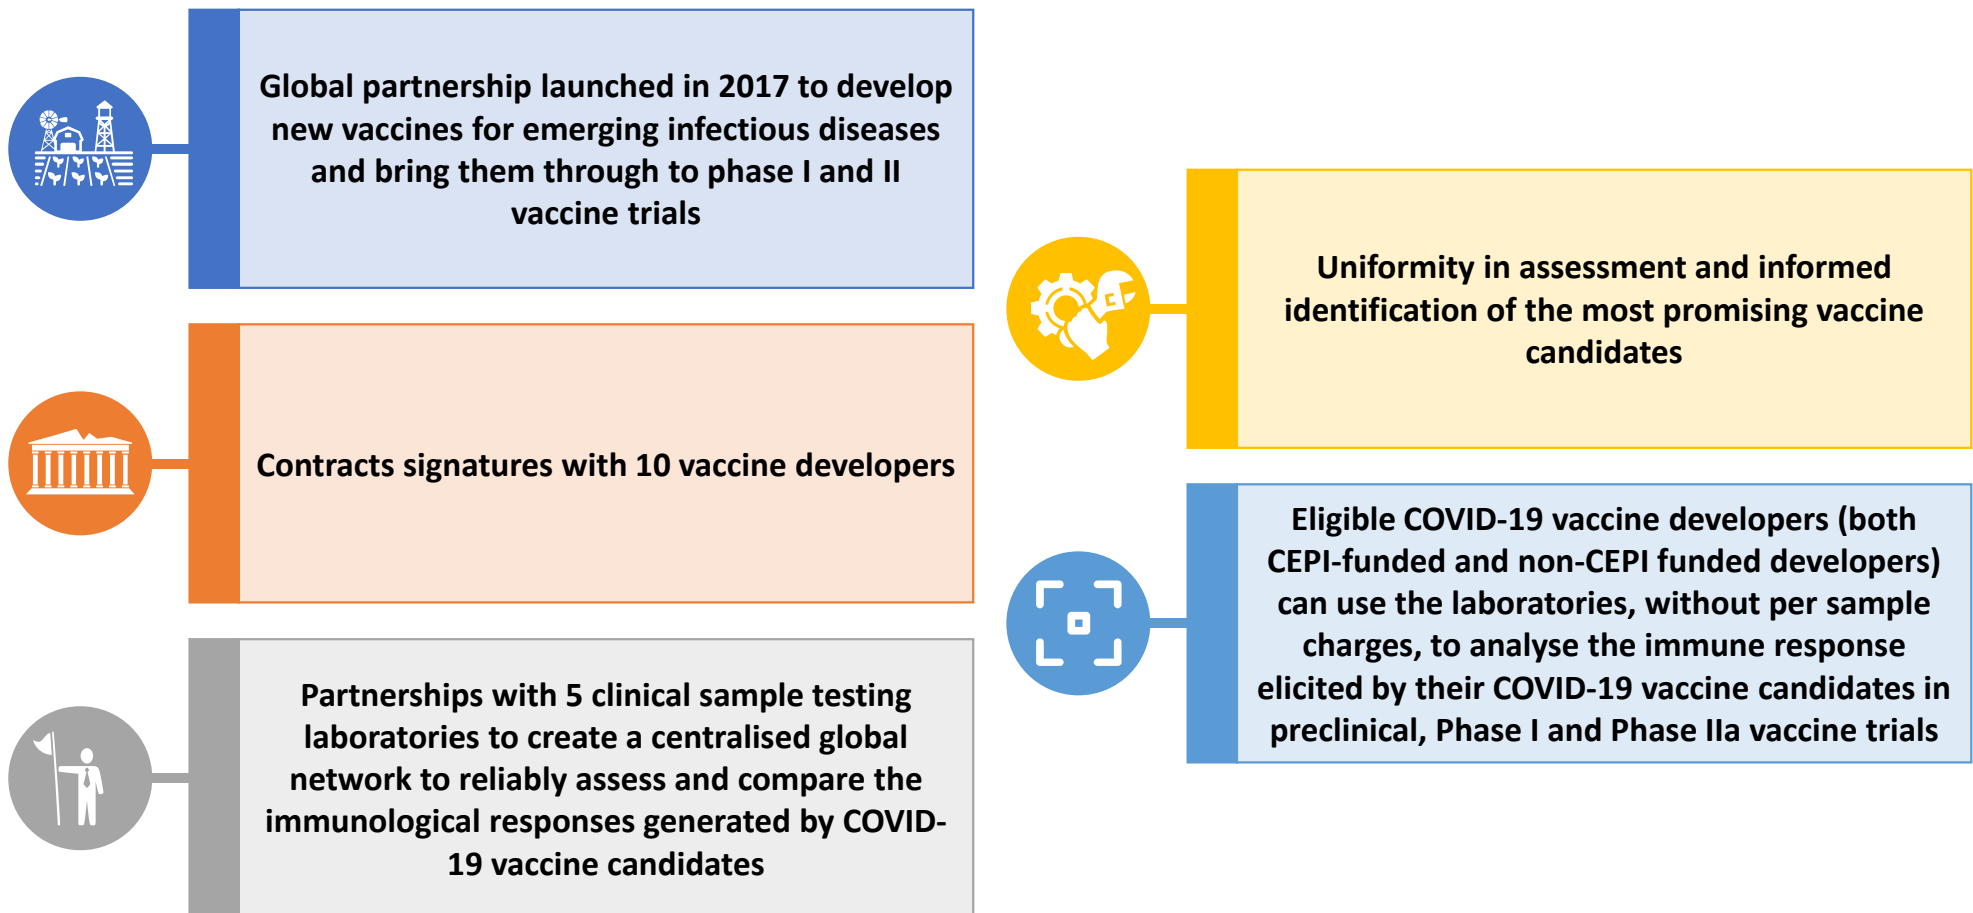 Global partnership launched in 2017 to develop
new vaccines for emerging infectious diseases
and bring them through to phase I and II
vaccine trials
Contracts signatures with 10 vaccine developers
Partnerships with 5 clinical sample testing
laboratories to create a centralised global
network to reliably assess and compare the
immunological responses generated by COVID-
19 vaccine candidates
Uniformity in assessment and informed
identification of the most promising vaccine
candidates
Eligible COVID-19 vaccine developers (both
CEPI-funded and non-CEPI funded developers)
can use the laboratories, without per sample
charges, to analyse the immune response
elicited by their COVID-19 vaccine candidates in
preclinical, Phase I and Phase IIa vaccine trials